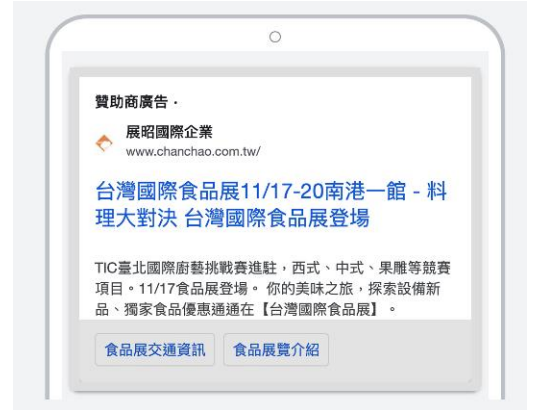 贊助商廣告 ·
展昭國際企業
www.chanchao.com.tw/
台灣國際食品展11/17-20南港一館 - 料
理大對決 台灣國際食品展登場
TIC臺北國際廚藝挑戰賽進駐，西式、中式、果雕等競賽
項目。11/17食品展登場。 你的美味之旅，探索設備新
品、獨家食品優惠通通在【台灣國際食品展】。
食品展交通資訊 食品展覽介紹